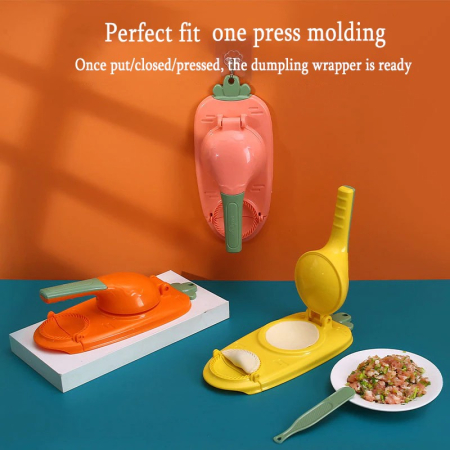 Perfect fit one press molding
Once put/closed/pressed, the dumpling wrapper is ready